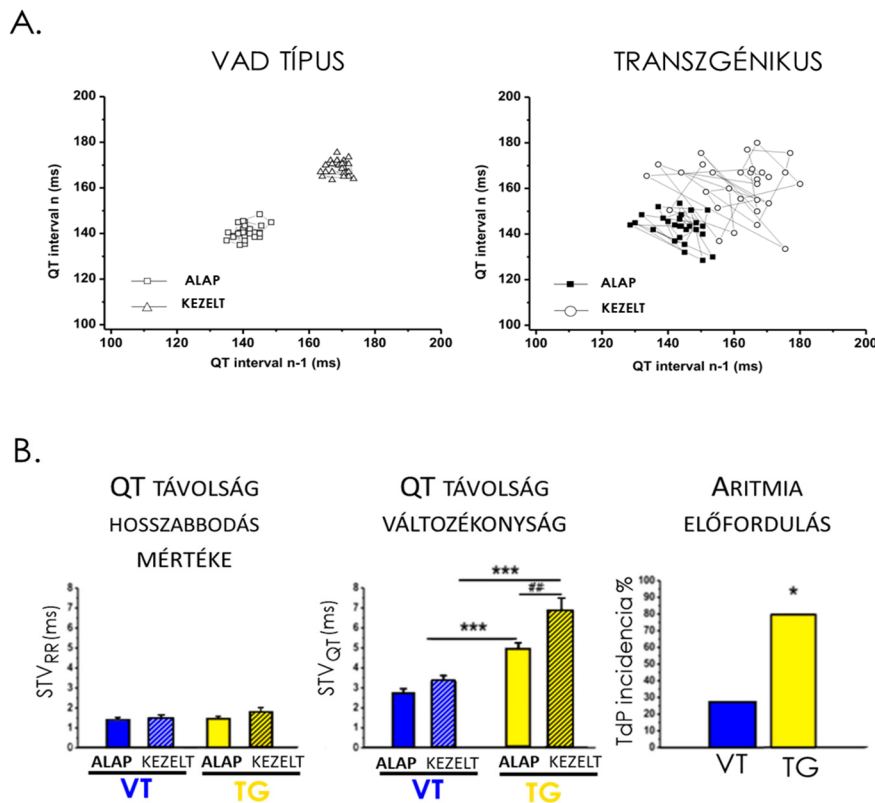 A.
VAD TÍPUS
TRANSZGÉNIKUS
200
180
160
140
120
100
QT interval n (ms)
ALAP
KEZELT
100 120 140 160 180 200
QT interval n-1 (ms)
200
180
160
140
120
100
QT interval n (ms)
ALAP
KEZELT
100 120 140 160 180 200
QT interval n-1 (ms)
B.
QT TÁVOLSÁG
HOSSZABBODÁS
MÉRTÉKE
8
7
6
5
4
3
2
1
0
STVRR (ms)
ALAP KEZELT ALAP KEZELT
VT TG
QT TÁVOLSÁG
VÁLTOZÉKONYSÁG
8
7
6
5
4
3
2
1
0
STVQT (ms)
***
***
##
ALAP KEZELT ALAP KEZELT
VT TG
ARITMIA
ELŐFORDULÁS
100
90
80
70
60
50
40
30
20
10
0
TdP incidencia %
*
VT TG